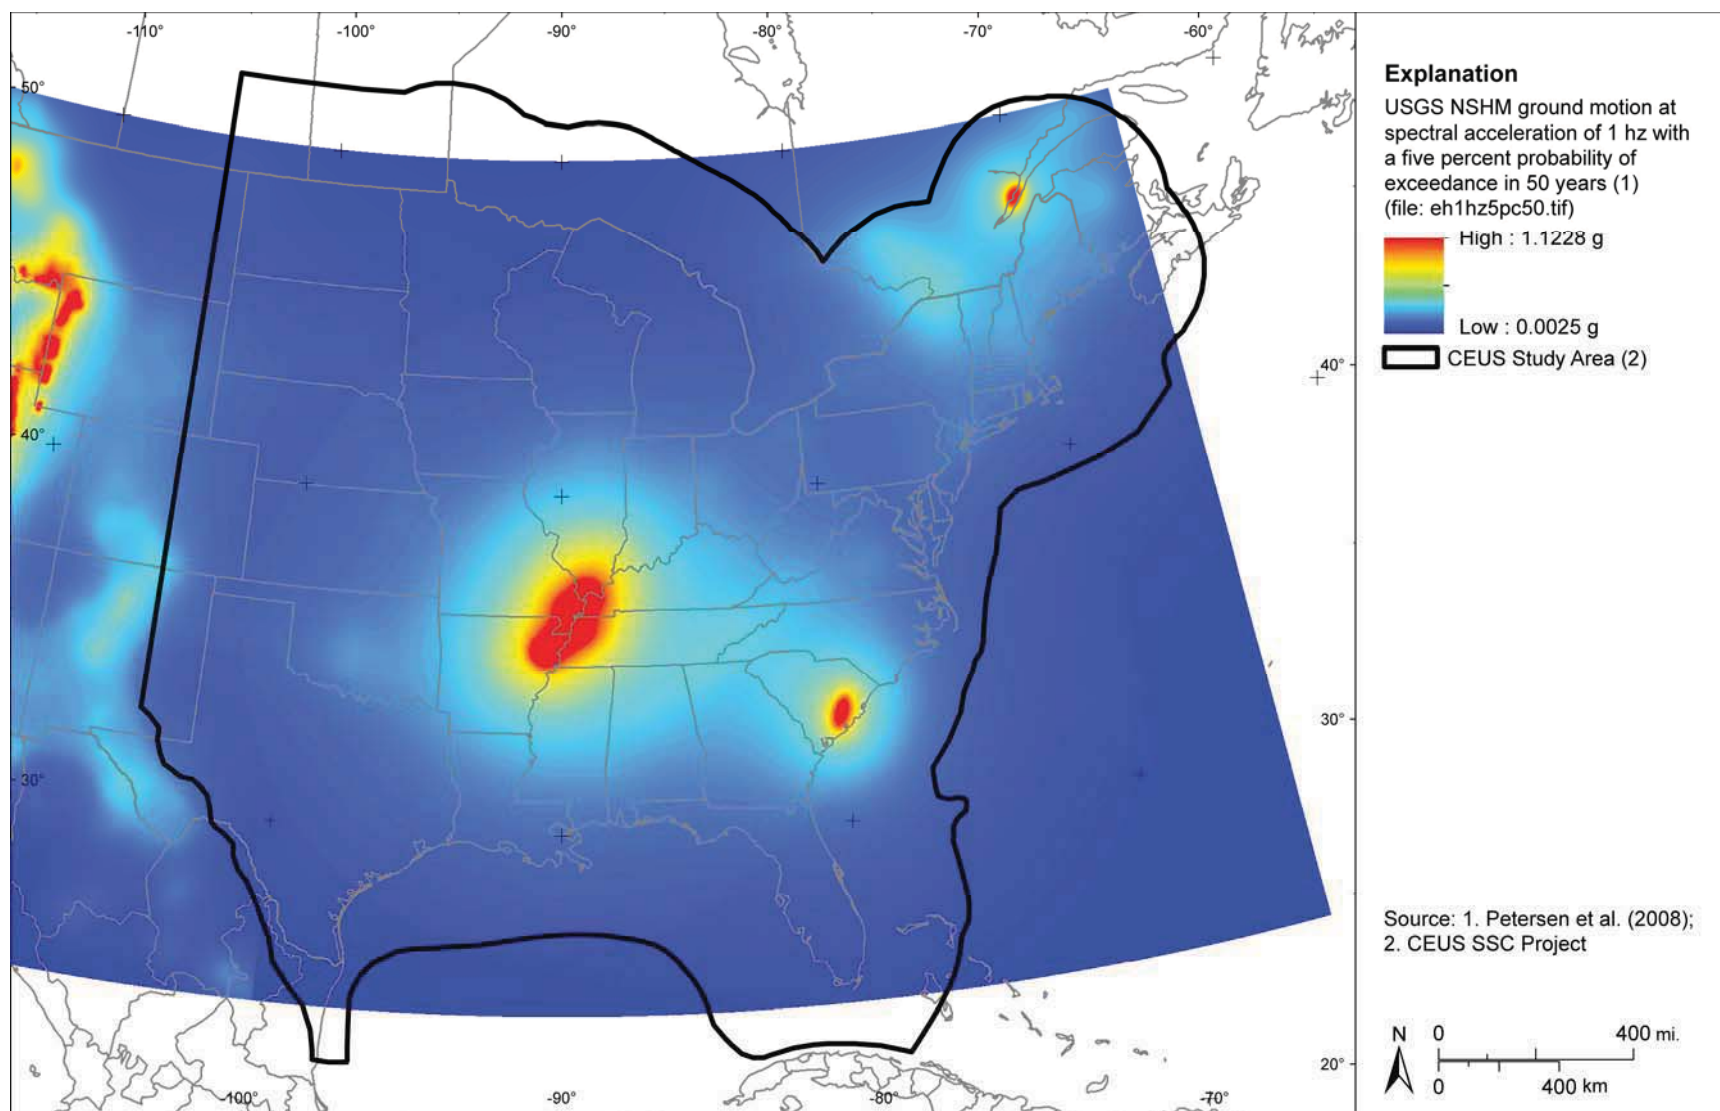 -110° -100° -90° -80° -70° -60°
50°
40°
30°
40°
30°
20°
-100° -90° -80° -70°
Explanation
USGS NSHM ground motion at
spectral acceleration of 1 hz with
a five percent probability of
exceedance in 50 years (1)
(file: eh1hz5pc50.tif)
High : 1.1228 g
Low : 0.0025 g
CEUS Study Area (2)
Source: 1. Petersen et al. (2008);
2. CEUS SSC Project
N 0 400 mi.
0 400 km